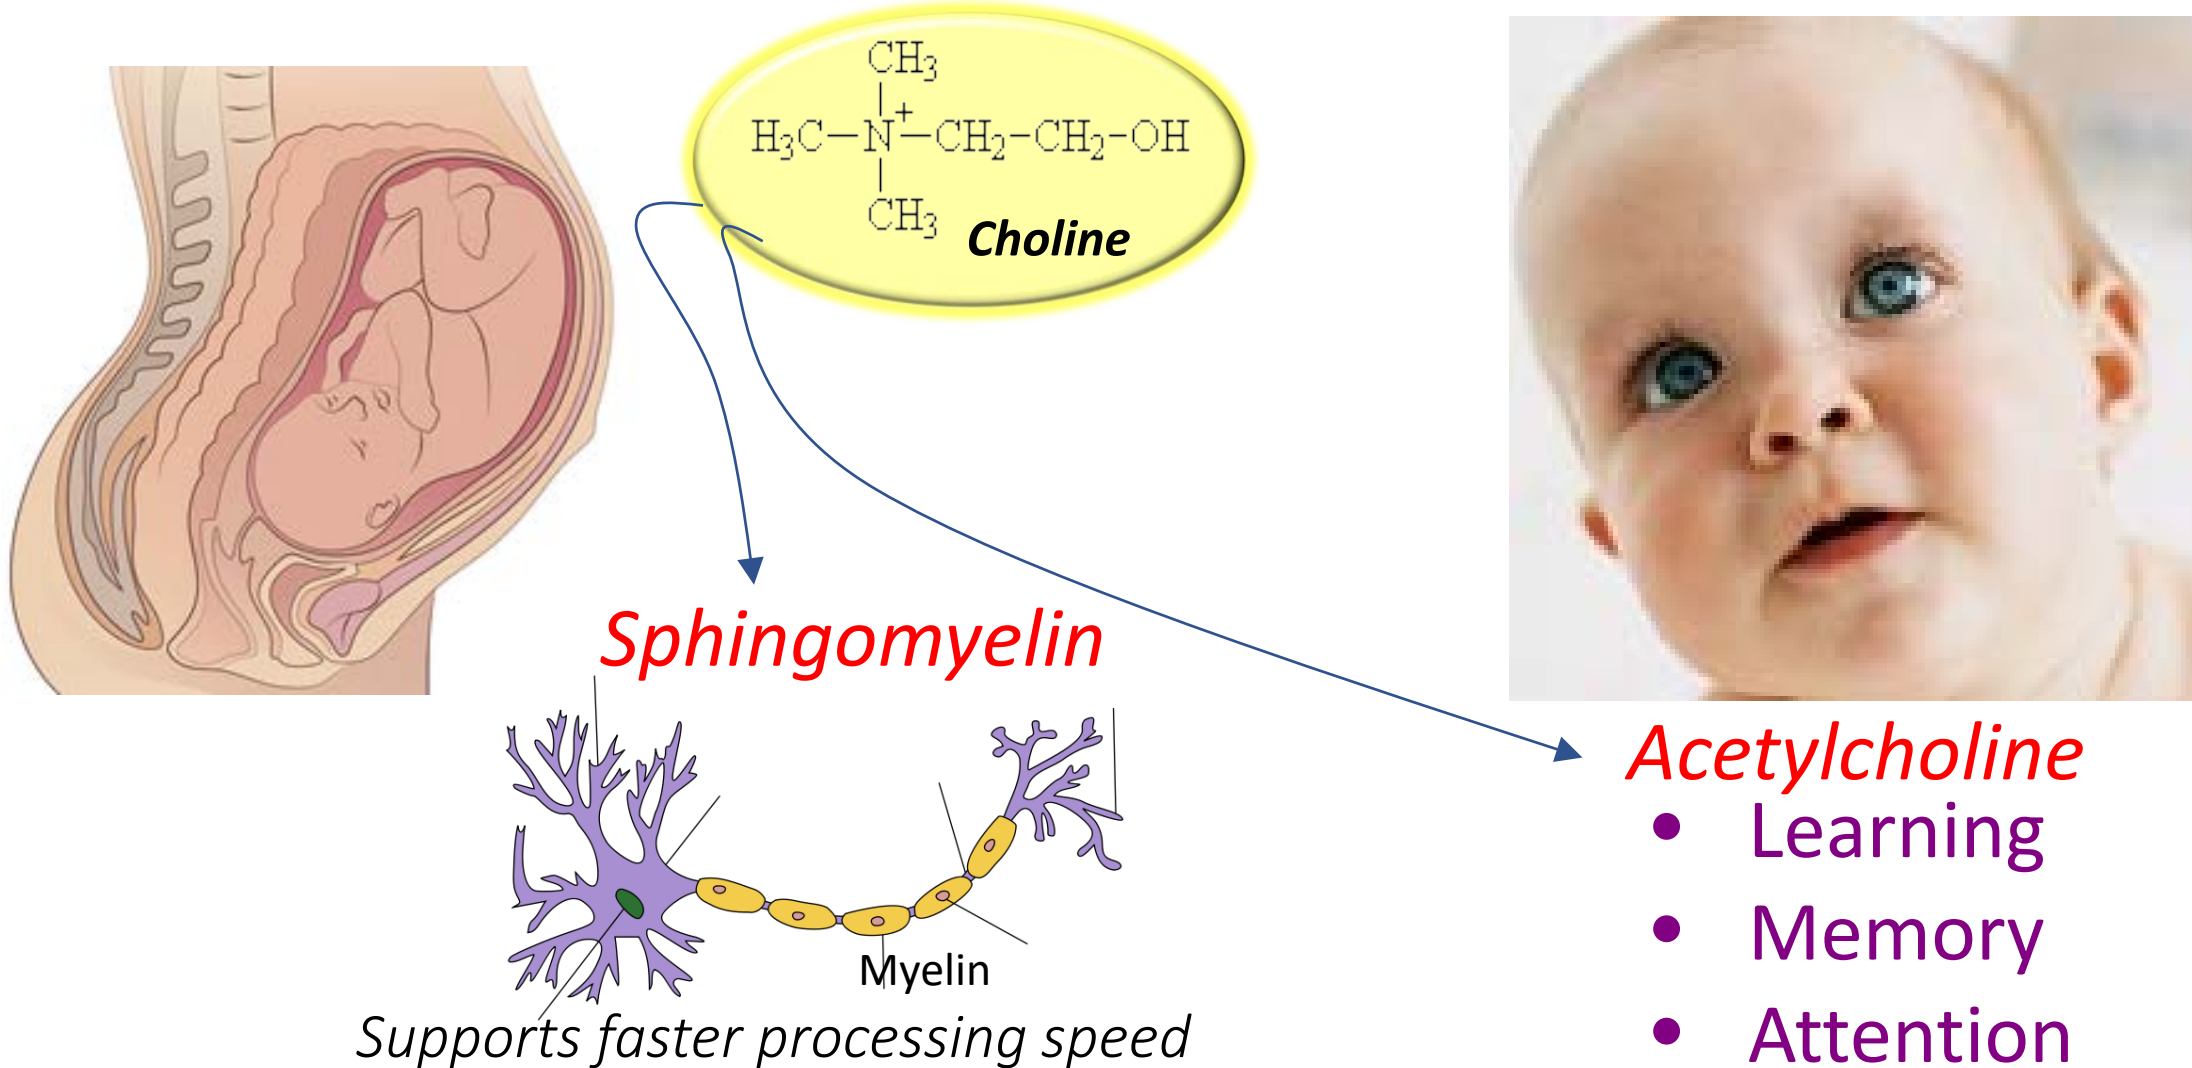 CH3
H3C—N+—CH2—CH2—OH
CH3
Choline
Sphingomyelin
Myelin
Supports faster processing speed
Acetylcholine
• Learning
• Memory
• Attention